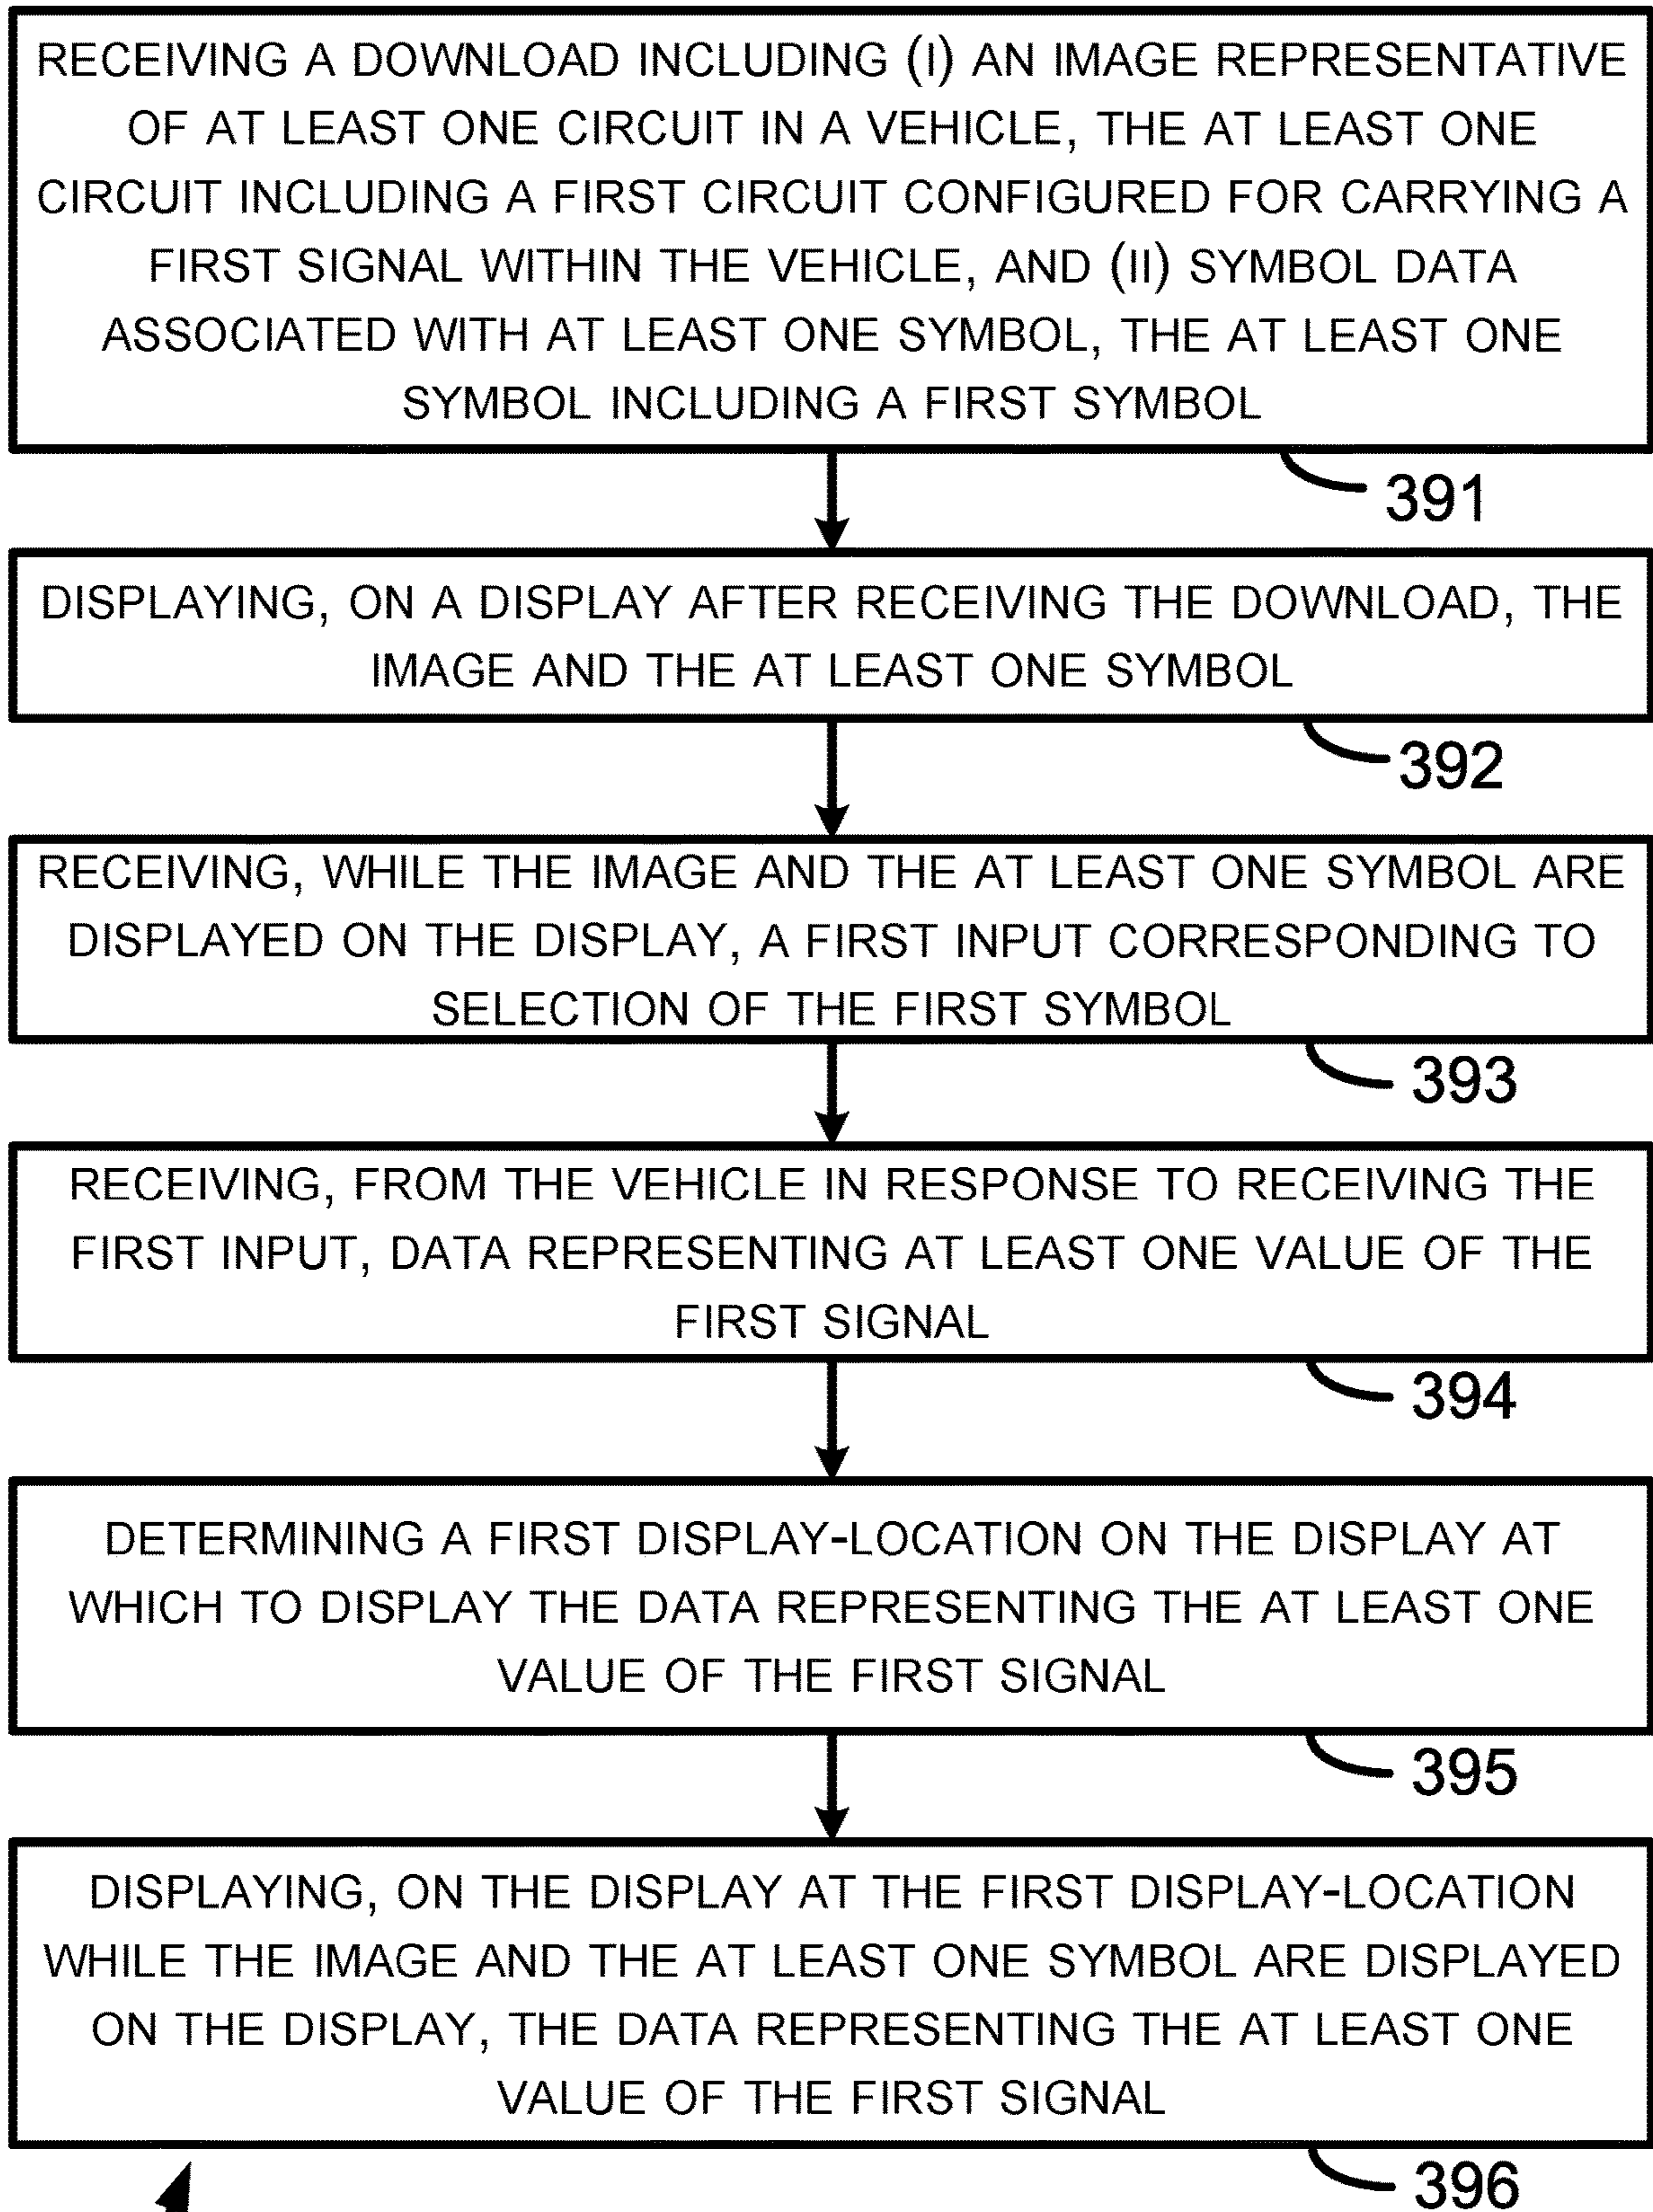 RECEIVING A DOWNLOAD INCLUDING (I) AN IMAGE REPRESENTATIVE
OF AT LEAST ONE CIRCUIT IN A VEHICLE, THE AT LEAST ONE
CIRCUIT INCLUDING A FIRST CIRCUIT CONFIGURED FOR CARRYING A
FIRST SIGNAL WITHIN THE VEHICLE, AND (II) SYMBOL DATA
ASSOCIATED WITH AT LEAST ONE SYMBOL, THE AT LEAST ONE
SYMBOL INCLUDING A FIRST SYMBOL
391
DISPLAYING, ON A DISPLAY AFTER RECEIVING THE DOWNLOAD, THE
IMAGE AND THE AT LEAST ONE SYMBOL
392
RECEIVING, WHILE THE IMAGE AND THE AT LEAST ONE SYMBOL ARE
DISPLAYED ON THE DISPLAY, A FIRST INPUT CORRESPONDING TO
SELECTION OF THE FIRST SYMBOL
393
RECEIVING, FROM THE VEHICLE IN RESPONSE TO RECEIVING THE
FIRST INPUT, DATA REPRESENTING AT LEAST ONE VALUE OF THE
FIRST SIGNAL
394
DETERMINING A FIRST DISPLAY-LOCATION ON THE DISPLAY AT
WHICH TO DISPLAY THE DATA REPRESENTING THE AT LEAST ONE
VALUE OF THE FIRST SIGNAL
395
DISPLAYING, ON THE DISPLAY AT THE FIRST DISPLAY-LOCATION
WHILE THE IMAGE AND THE AT LEAST ONE SYMBOL ARE DISPLAYED
ON THE DISPLAY, THE DATA REPRESENTING THE AT LEAST ONE
VALUE OF THE FIRST SIGNAL
396